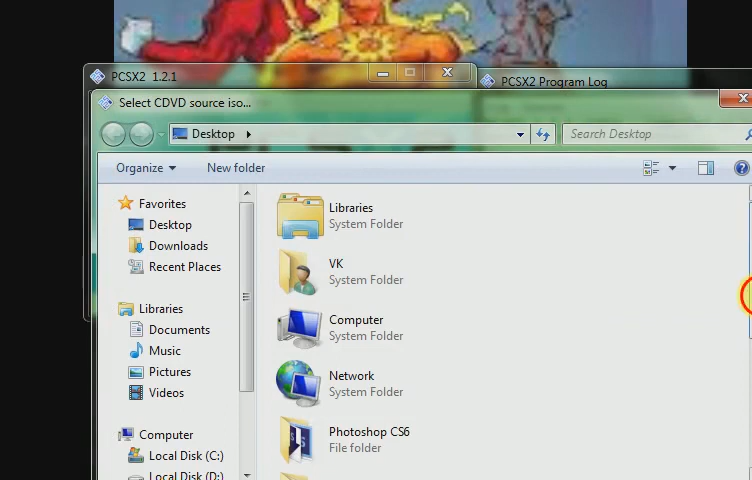 PCSX2 1.2.1
PCSX2 Program Log
Select CDVD source iso...
Desktop
Search Desktop
Organize
New folder
Favorites
Desktop
Downloads
Recent Places
Libraries
Documents
Music
Pictures
Videos
Computer
Local Disk (C:)
Local Disk (D:)
Libraries
System Folder
VK
System Folder
Computer
System Folder
Network
System Folder
Photoshop CS6
File folder